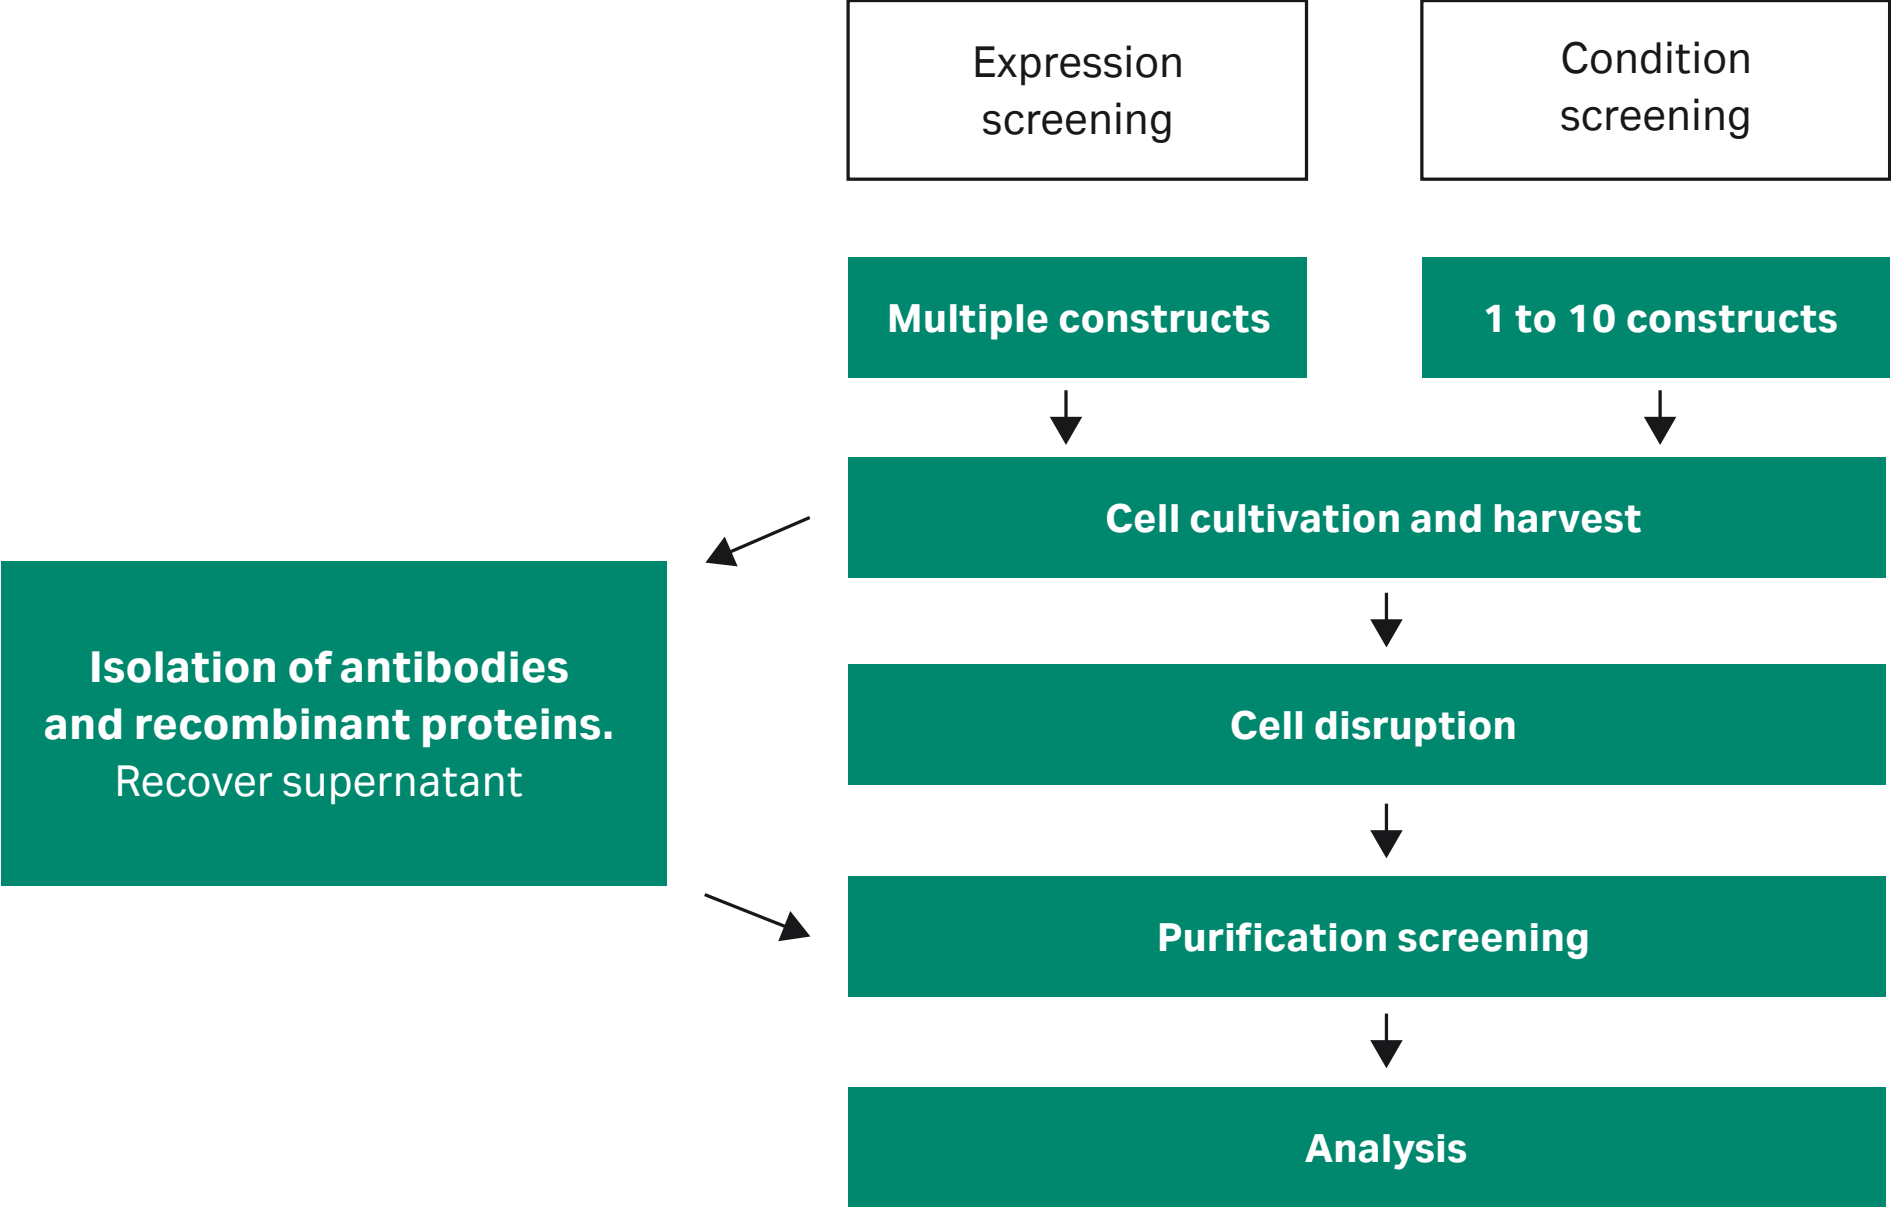 Expression
screening
Condition
screening
Multiple constructs
1 to 10 constructs
Cell cultivation and harvest
Isolation of antibodies
and recombinant proteins.
Recover supernatant
Cell disruption
Purification screening
Analysis